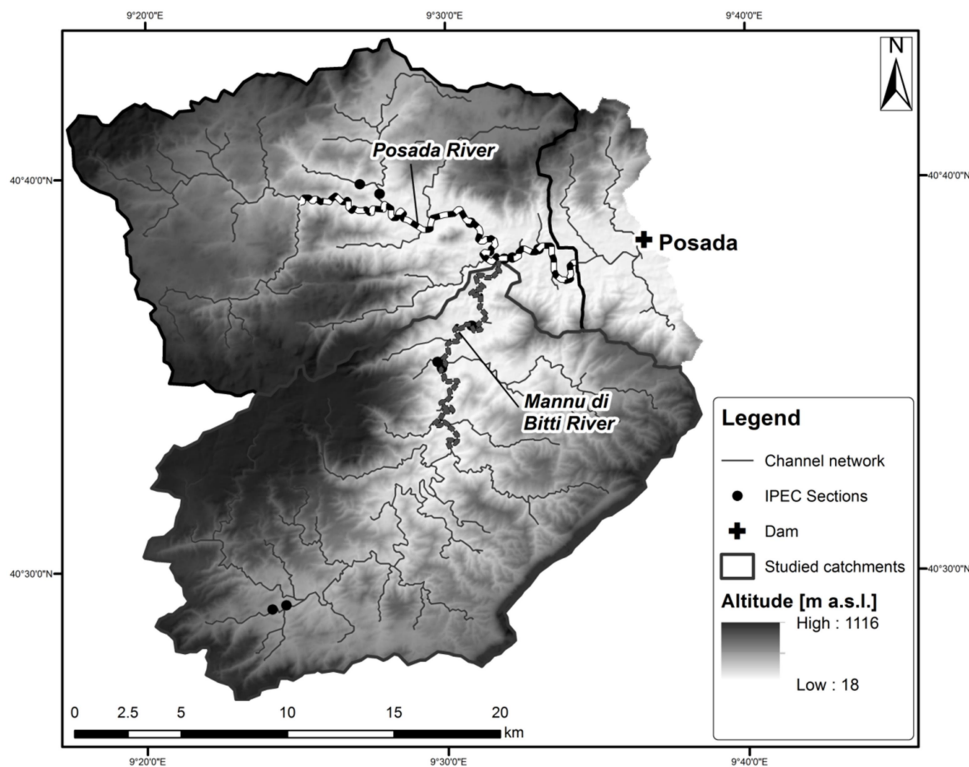 9°20'0"E 9°30'0"E 9°40'0"E
N
40°40'0"N 40°40'0"N
Posada River
Posada
Mannu di
Bitti River
Legend
Channel network
IPEC Sections
Dam
Studied catchments
40°30'0"N 40°30'0"N
Altitude [m a.s.l.]
High : 1116
Low : 18
0 2.5 5 10 15 20
km
9°20'0"E 9°30'0"E 9°40'0"E